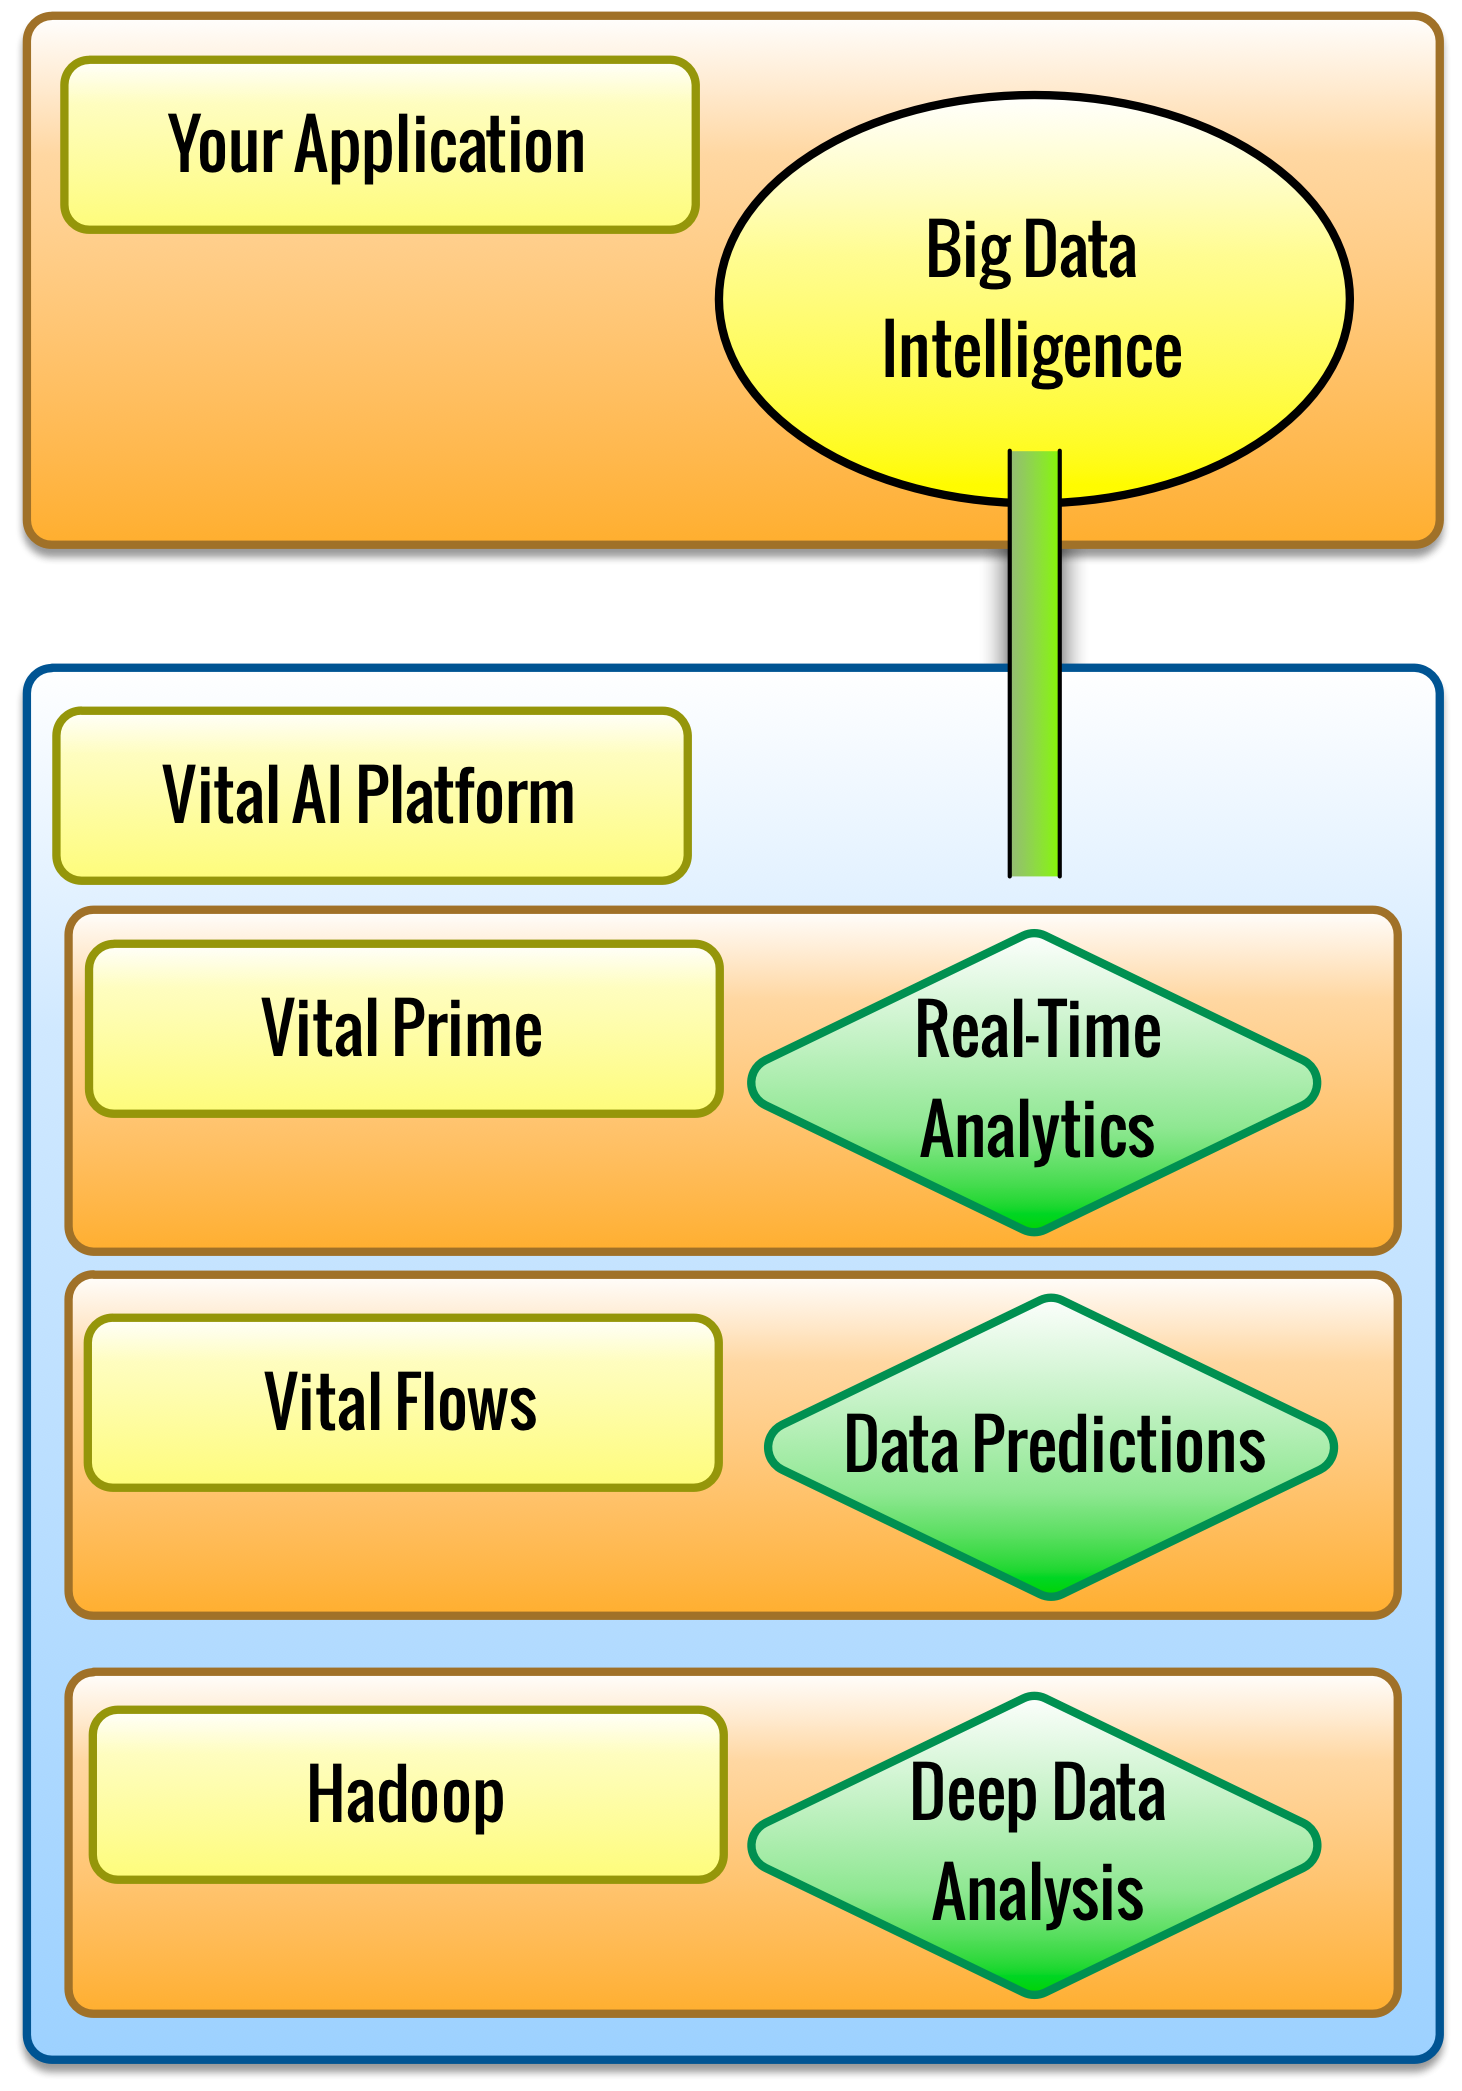 Your Application
Big Data
Intelligence
Vital AI Platform
Vital Prime
Real-Time
Analytics
Vital Flows
Data Predictions
Hadoop
Deep Data
Analysis